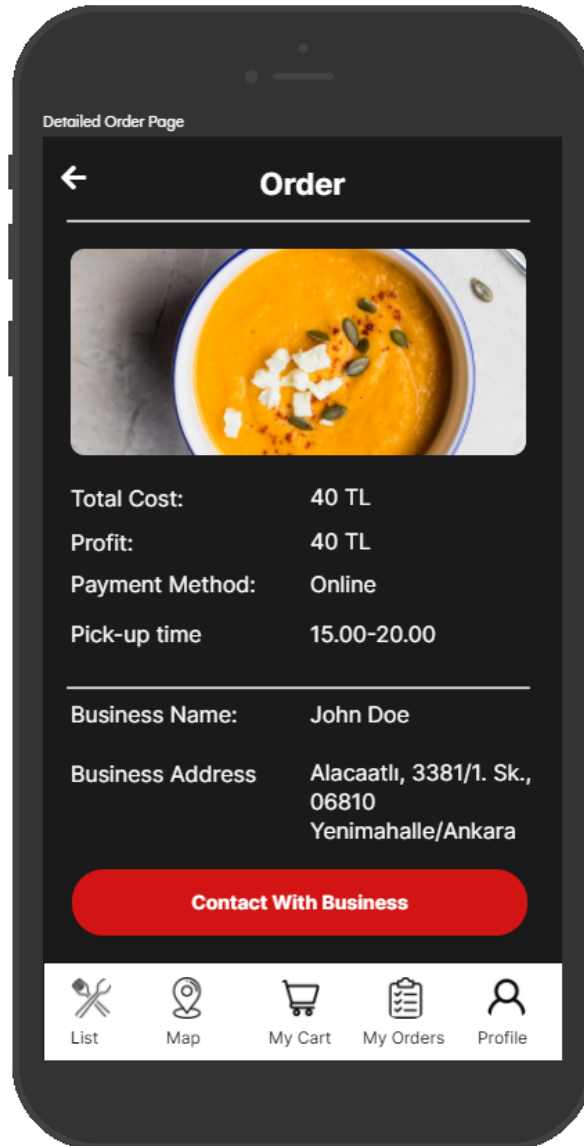 Detailed Order Page
Order
Total Cost: 40 TL
Profit: 40 TL
Payment Method: Online
Pick-up time 15.00-20.00
Business Name: John Doe
Business Address Alacaatlı, 3381/1. Sk.,
06810
Yenimahalle/Ankara
Contact With Business
List Map My Cart My Orders Profile